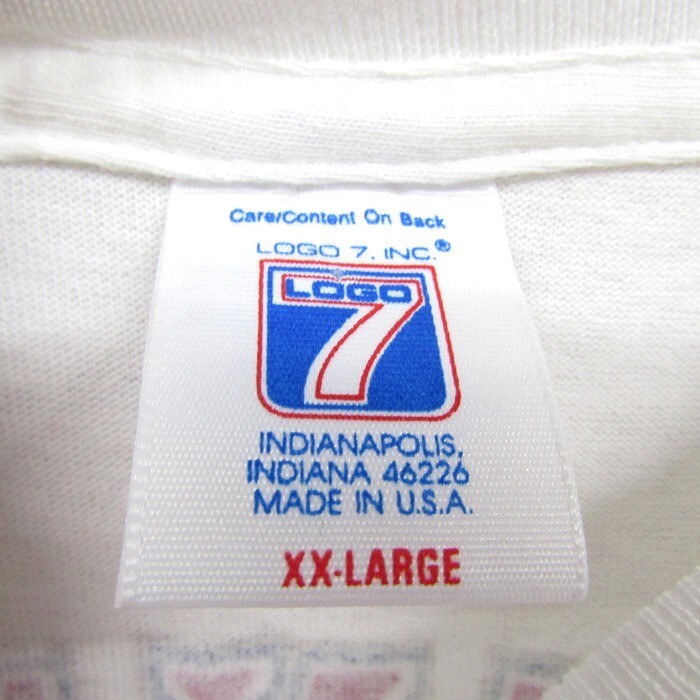 Care/Content On Back
LOGO 7, INC.®
LOGO
7
INDIANAPOLIS,
INDIANA 46226
MADE IN U.S.A.
XX-LARGE